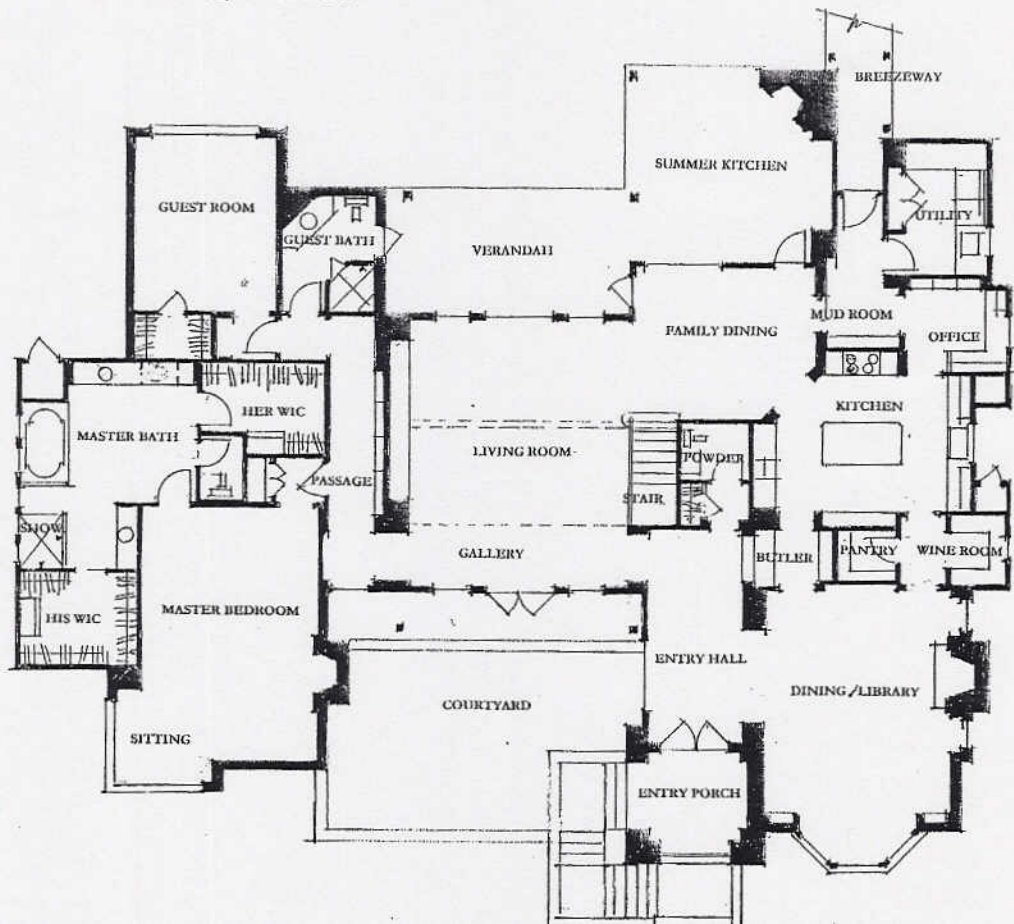 BREEZEWAY
SUMMER KITCHEN
GUEST ROOM
UTILITY
GUEST BATH
VERANDAH
MUD ROOM
FAMILY DINING
OFFICE
KITCHEN
HER WIC
MASTER BATH
LIVING ROOM
POWDER
PASSAGE
STAIR
SHOW
GALLERY
BUTLER
PANTRY
WINE ROOM
HIS WIC
MASTER BEDROOM
ENTRY HALL
DINING/LIBRARY
COURTYARD
SITTING
ENTRY PORCH